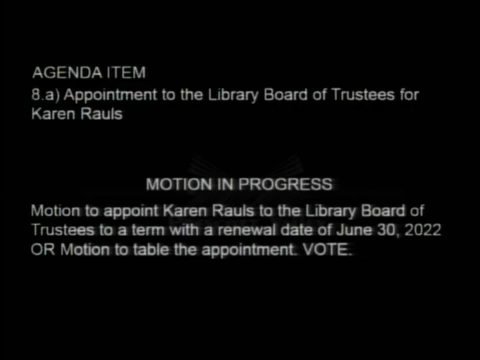 AGENDA ITEM
8.a) Appointment to the Library Board of Trustees for
Karen Rauls
MOTION IN PROGRESS
Motion to appoint Karen Rauls to the Library Board of
Trustees to a term with a renewal date of June 30, 2022
OR Motion to table the appointment. VOTE.